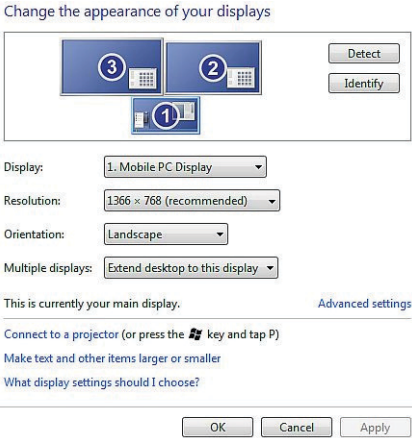 Change the appearance of your displays
3
2
1
Detect
Identify
Display:
1. Mobile PC Display
Resolution:
1366 × 768 (recommended)
Orientation:
Landscape
Multiple displays:
Extend desktop to this display
This is currently your main display.
Advanced settings
Connect to a projector (or press the key and tap P)
Make text and other items larger or smaller
What display settings should I choose?
OK
Cancel
Apply